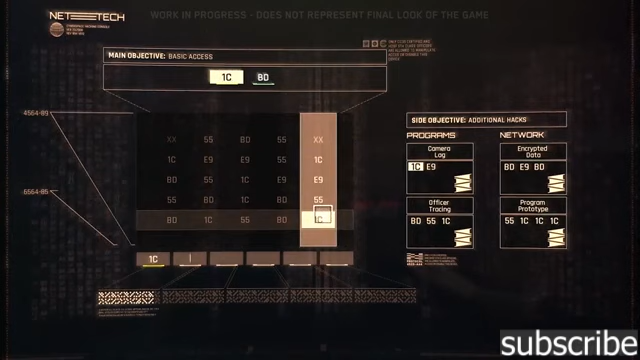 NET TECH
WORK IN PROGRESS - DOES NOT REPRESENT FINAL LOOK OF THE GAME
MAIN OBJECTIVE: BASIC ACCESS
1C BD
4564-89
6564-85
XX 55 BD 55 XX
1C E9 E9 55 1C
BD 55 1C BD E9
55 55 1C BD 55
BD 1C 55 BD 1C
1C
SIDE OBJECTIVE: ADDITIONAL HACKS
PROGRAMS NETWORK
Camera Log
1C E9
Encrypted Data
BD E9 BD
Officer Tracing
BD 55 1C
Program Prototype
55 1C 1C 1C
subscribe